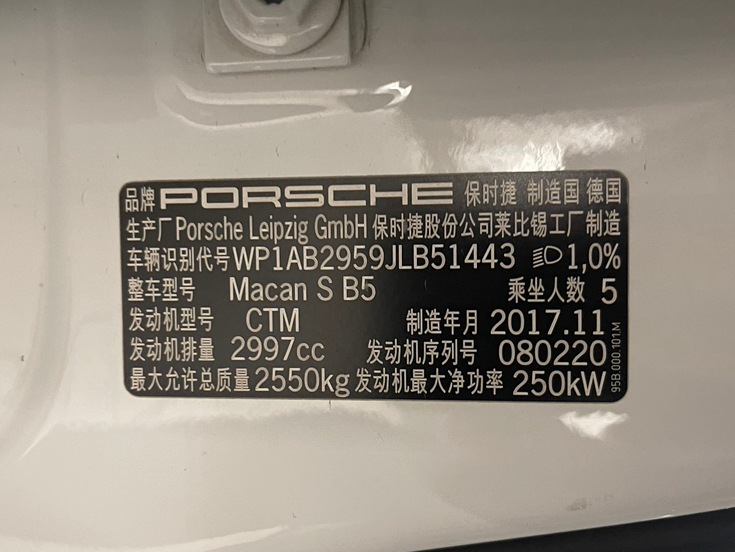 品牌 PORSCHE 保时捷 制造国 德国
生产厂 Porsche Leipzig GmbH 保时捷股份公司莱比锡工厂制造
车辆识别代号 WP1AB2959JLB51443 1,0%
整车型号 Macan S B5 乘坐人数 5
发动机型号 CTM 制造年月 2017.11
发动机排量 2997cc 发动机序列号 080220
最大允许总质量 2550kg 发动机最大净功率 250kW
95B.000.101.M